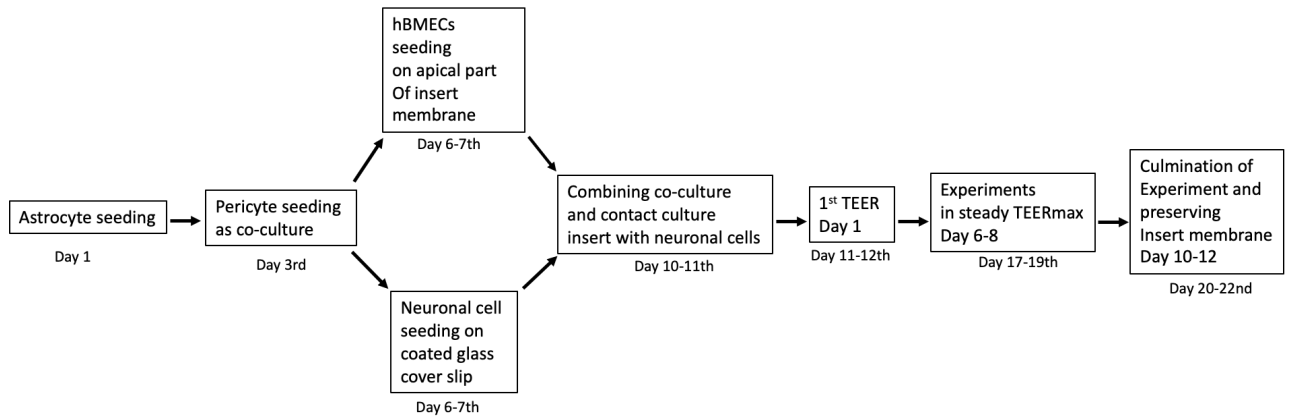 Astrocyte seeding
Day 1
Pericyte seeding
as co-culture
Day 3rd
hBMECs
seeding
on apical part
Of insert
membrane
Day 6-7th
Neuronal cell
seeding on
coated glass
cover slip
Day 6-7th
Combining co-culture
and contact culture
insert with neuronal cells
Day 10-11th
1st TEER
Day 1
Day 11-12th
Experiments
in steady TEERmax
Day 6-8
Day 17-19th
Culmination of
Experiment and
preserving
Insert membrane
Day 10-12
Day 20-22nd